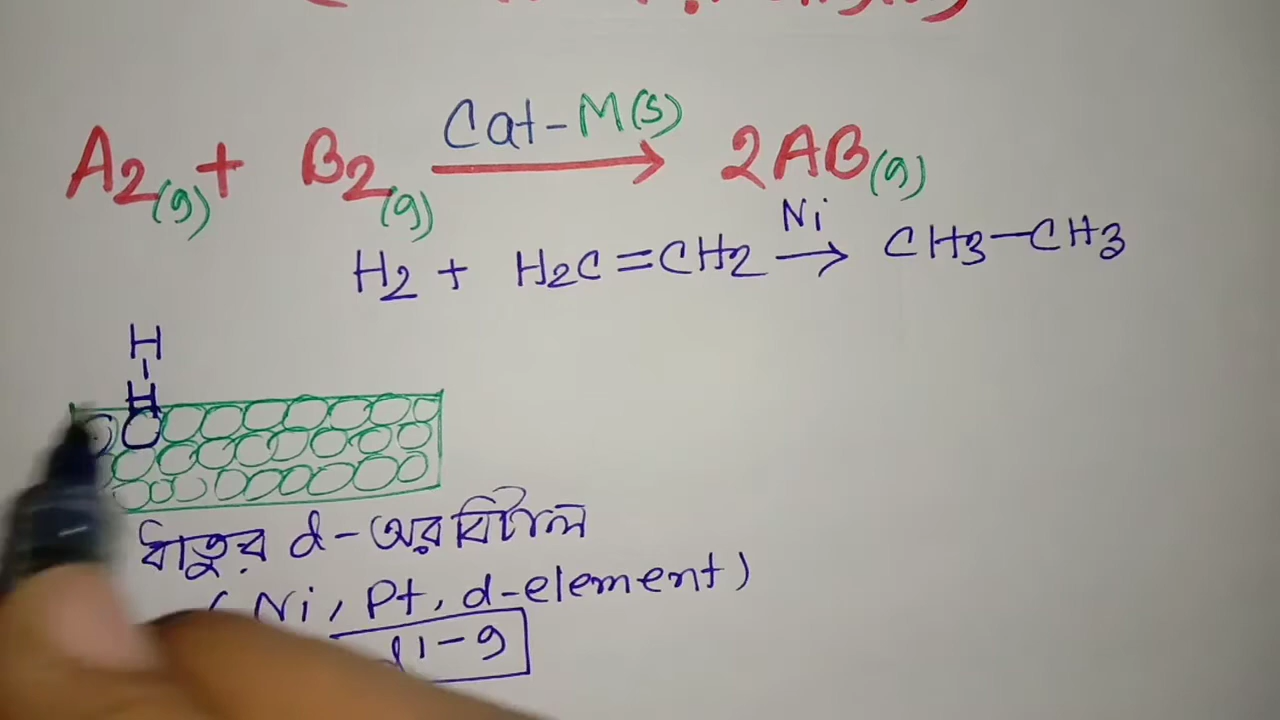 A2(g) + B2(g) Cat-M(s) → 2AB(g)
H2 + H2C=CH2 Ni → CH3-CH3
H
H
ধাতুর d-অরবিটাল
(Ni, Pt, d-element)
d1-9